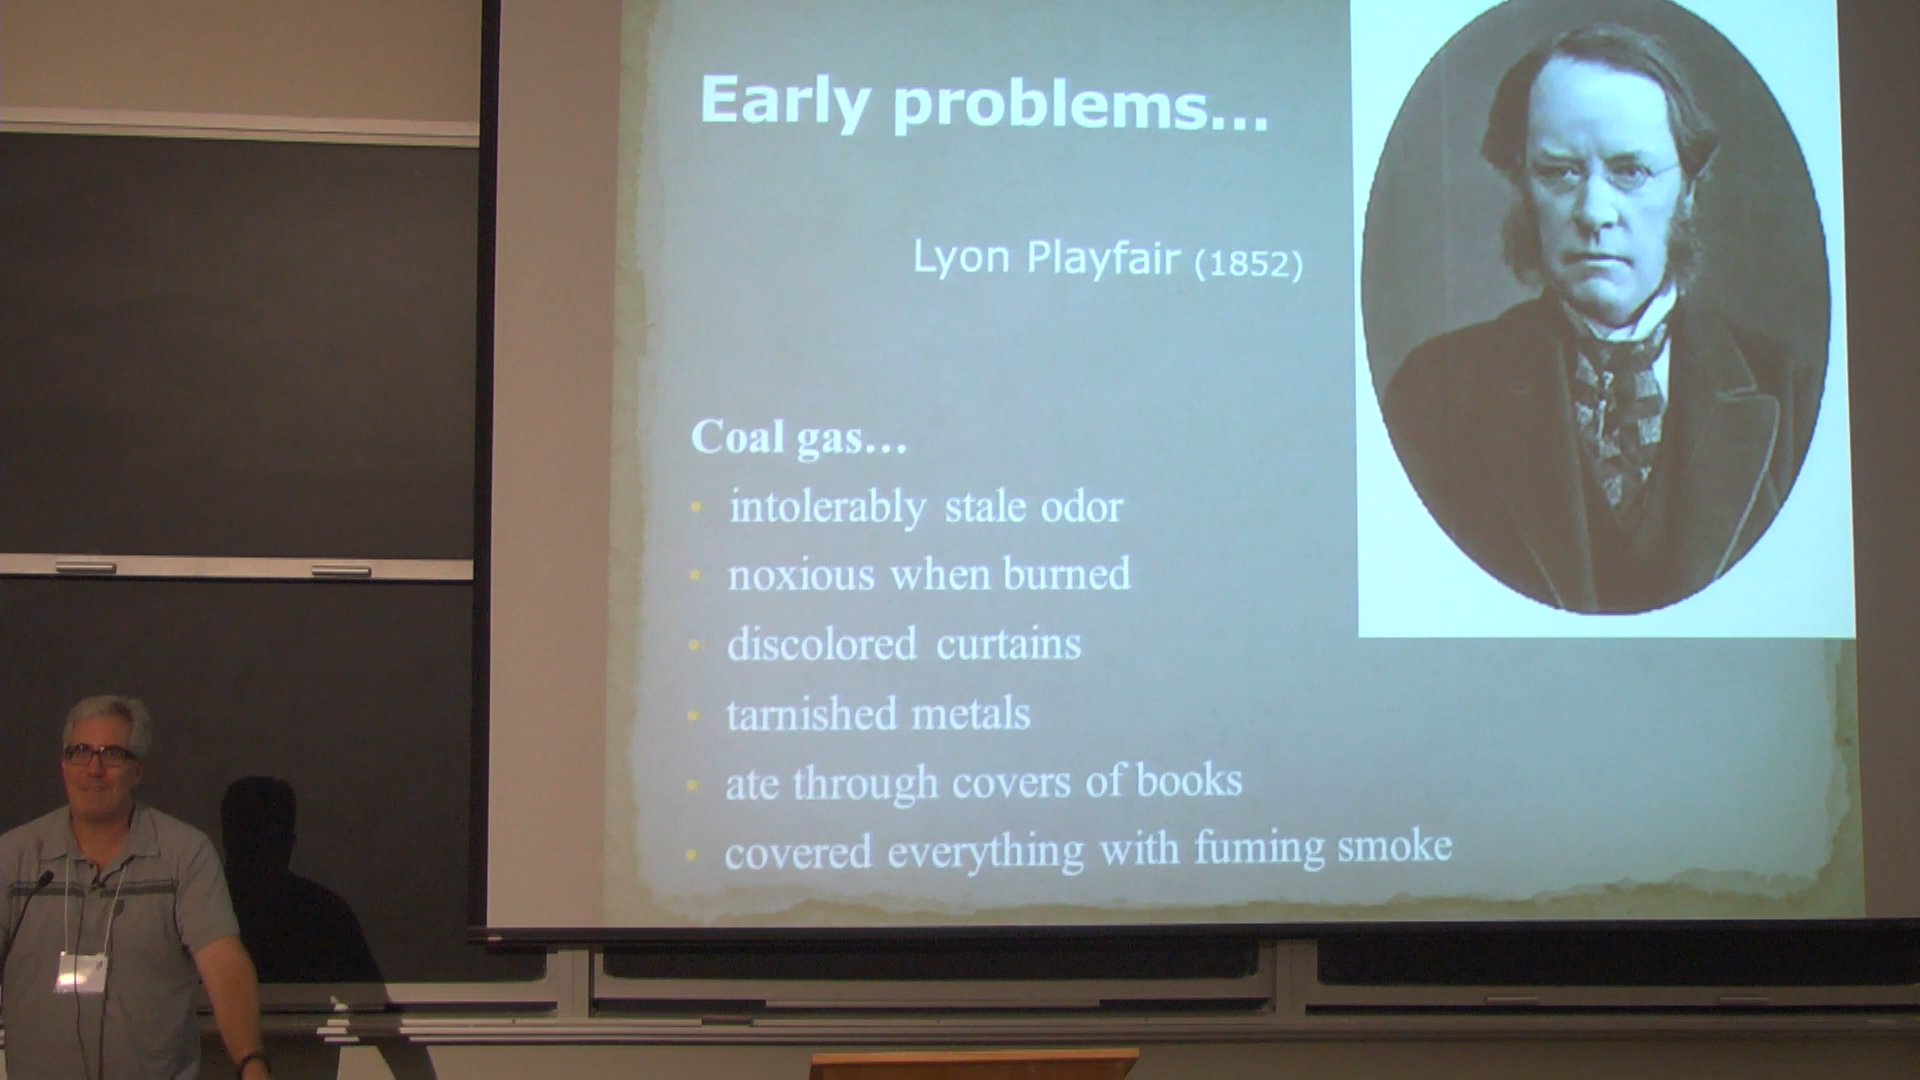 Early problems...
Lyon Playfair (1852)
Coal gas...
• intolerably stale odor
• noxious when burned
• discolored curtains
• tarnished metals
• ate through covers of books
• covered everything with fuming smoke